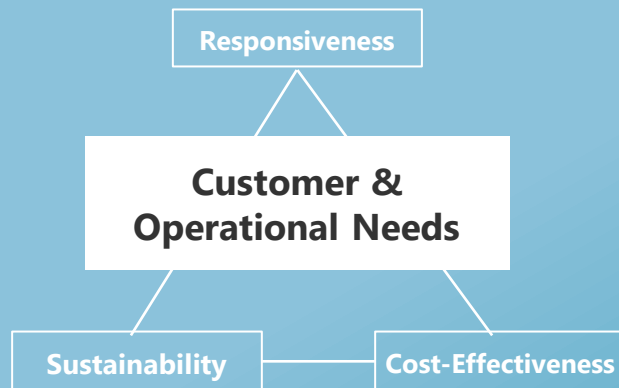 Responsiveness
Customer &
Operational Needs
Sustainability
Cost-Effectiveness